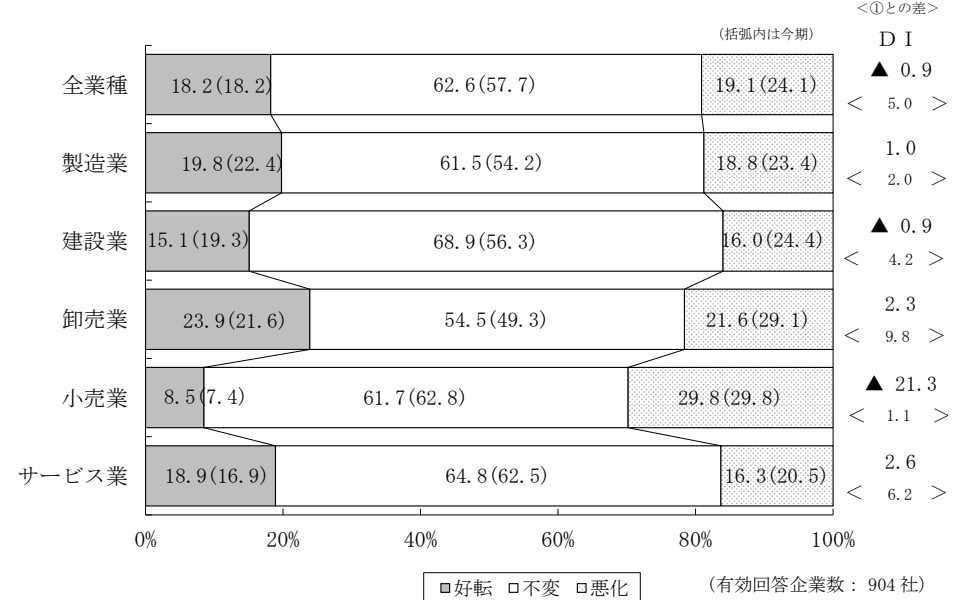 <①との差>
(括弧内は今期)
ＤＩ
全業種 18.2(18.2) 62.6(57.7) 19.1(24.1) ▲ 0.9
< 5.0 >
製造業 19.8(22.4) 61.5(54.2) 18.8(23.4) 1.0
< 2.0 >
建設業 15.1(19.3) 68.9(56.3) 16.0(24.4) ▲ 0.9
< 4.2 >
卸売業 23.9(21.6) 54.5(49.3) 21.6(29.1) 2.3
< 9.8 >
小売業 8.5(7.4) 61.7(62.8) 29.8(29.8) ▲ 21.3
< 1.1 >
サービス業 18.9(16.9) 64.8(62.5) 16.3(20.5) 2.6
< 6.2 >
0% 20% 40% 60% 80% 100%
好転 不変 悪化
(有効回答企業数：904社)